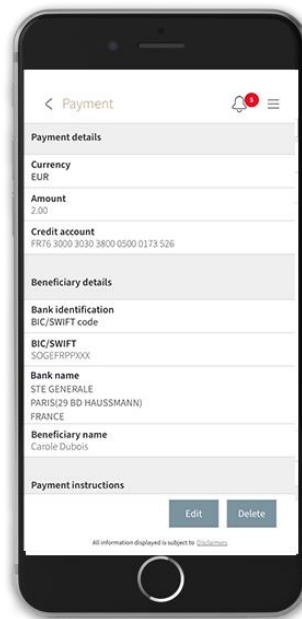 Payment
5
Payment details
Currency
EUR
Amount
2.00
Credit account
FR76 3000 3030 3800 0500 0173 526
Beneficiary details
Bank identification
BIC/SWIFT code
BIC/SWIFT
SOGEFRPPXXX
Bank name
STE GENERALE
PARIS(29 BD HAUSSMANN)
FRANCE
Beneficiary name
Carole Dubois
Payment instructions
Edit Delete
All information displayed is subject to Disclaimers